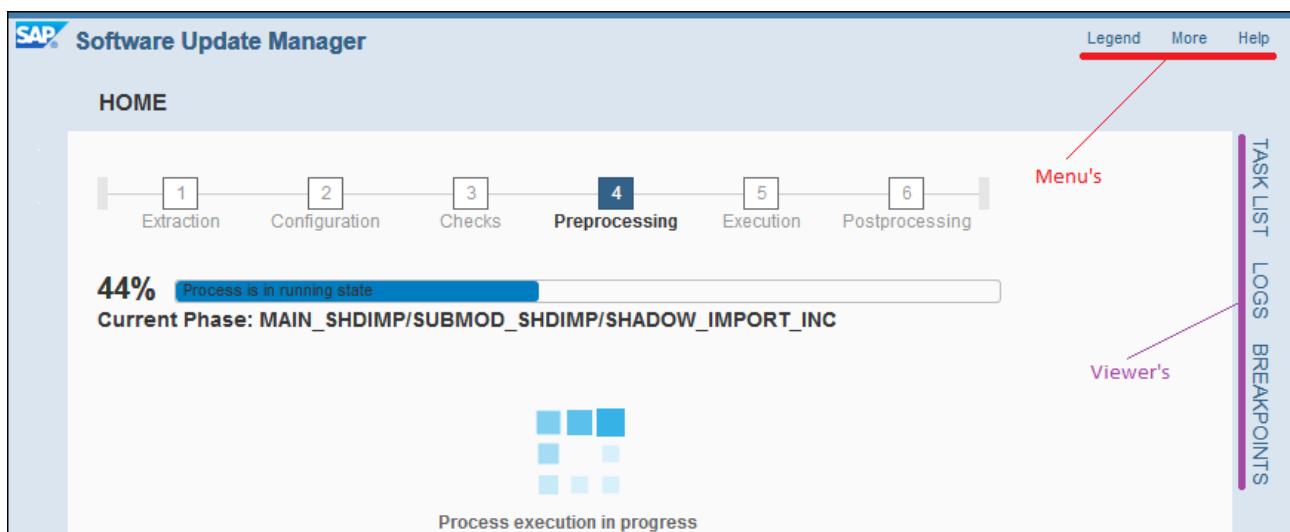 SAP Software Update Manager
Legend More Help
HOME
1 2 3 4 5 6
Extraction Configuration Checks Preprocessing Execution Postprocessing
44% Process is in running state
Current Phase: MAIN_SHDIMP/SUBMOD_SHDIMP/SHADOW_IMPORT_INC
Process execution in progress
Menu's
Viewer's
TASK LIST
LOGS
BREAKPOINTS